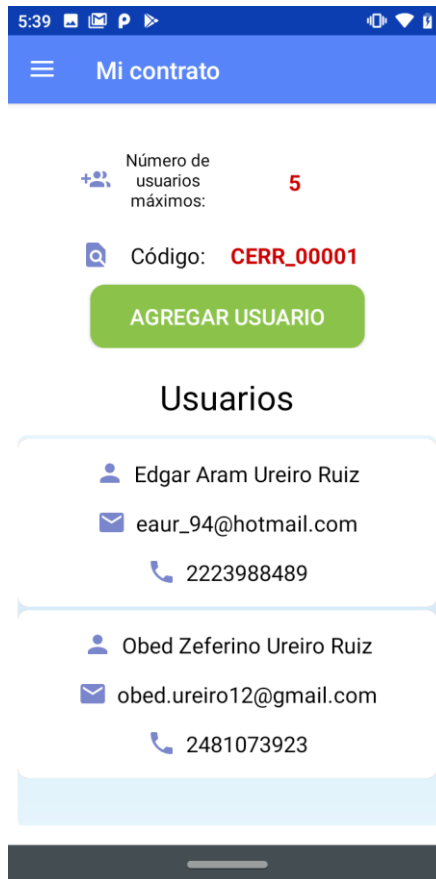 5:39
Mi contrato
Número de
usuarios
máximos:
5
Código: CERR_00001
AGREGAR USUARIO
Usuarios
Edgar Aram Ureiro Ruiz
eaur_94@hotmail.com
2223988489
Obed Zeferino Ureiro Ruiz
obed.ureiro12@gmail.com
2481073923